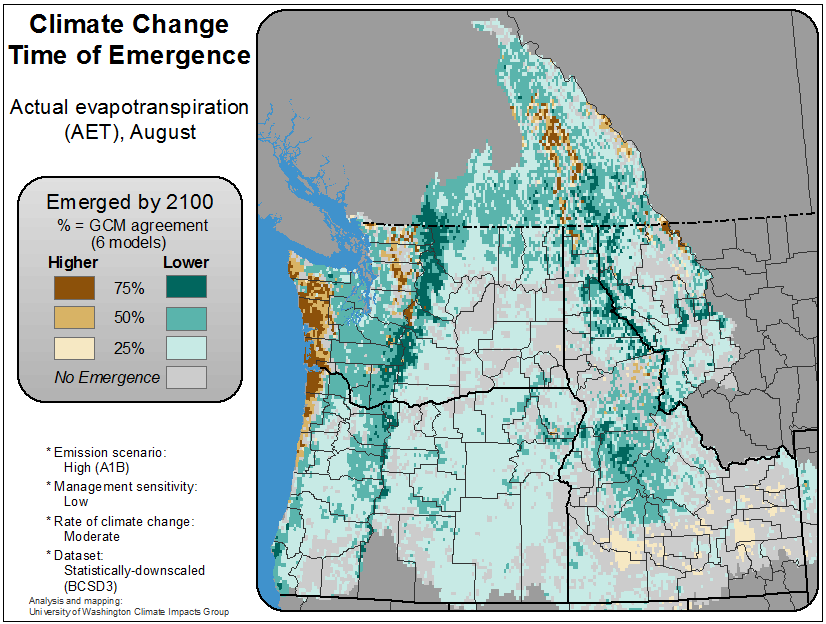 Climate Change
Time of Emergence
Actual evapotranspiration
(AET), August
Emerged by 2100
% = GCM agreement
(6 models)
Higher Lower
75%
50%
25%
No Emergence
* Emission scenario:
High (A1B)
* Management sensitivity:
Low
* Rate of climate change:
Moderate
* Dataset:
Statistically-downscaled
(BCSD3)
Analysis and mapping:
University of Washington Climate Impacts Group